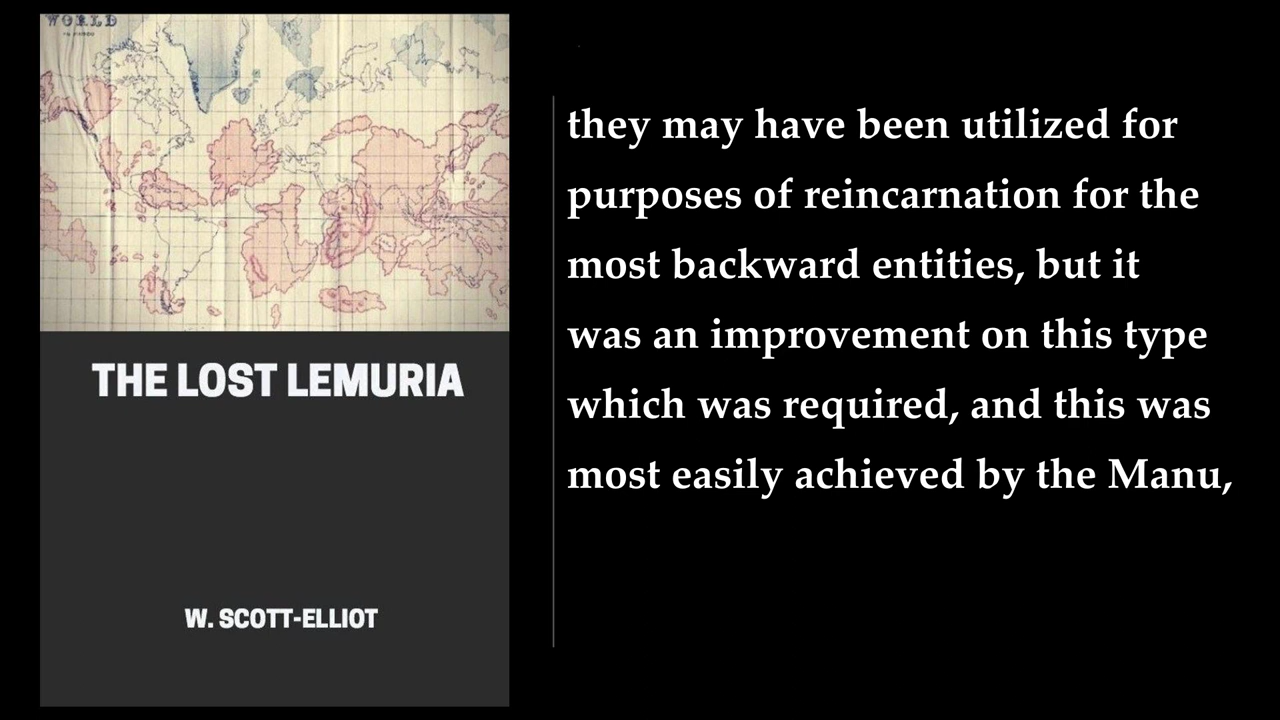 WORLD
THE LOST LEMURIA
W. SCOTT-ELLIOT
they may have been utilized for
purposes of reincarnation for the
most backward entities, but it
was an improvement on this type
which was required, and this was
most easily achieved by the Manu,